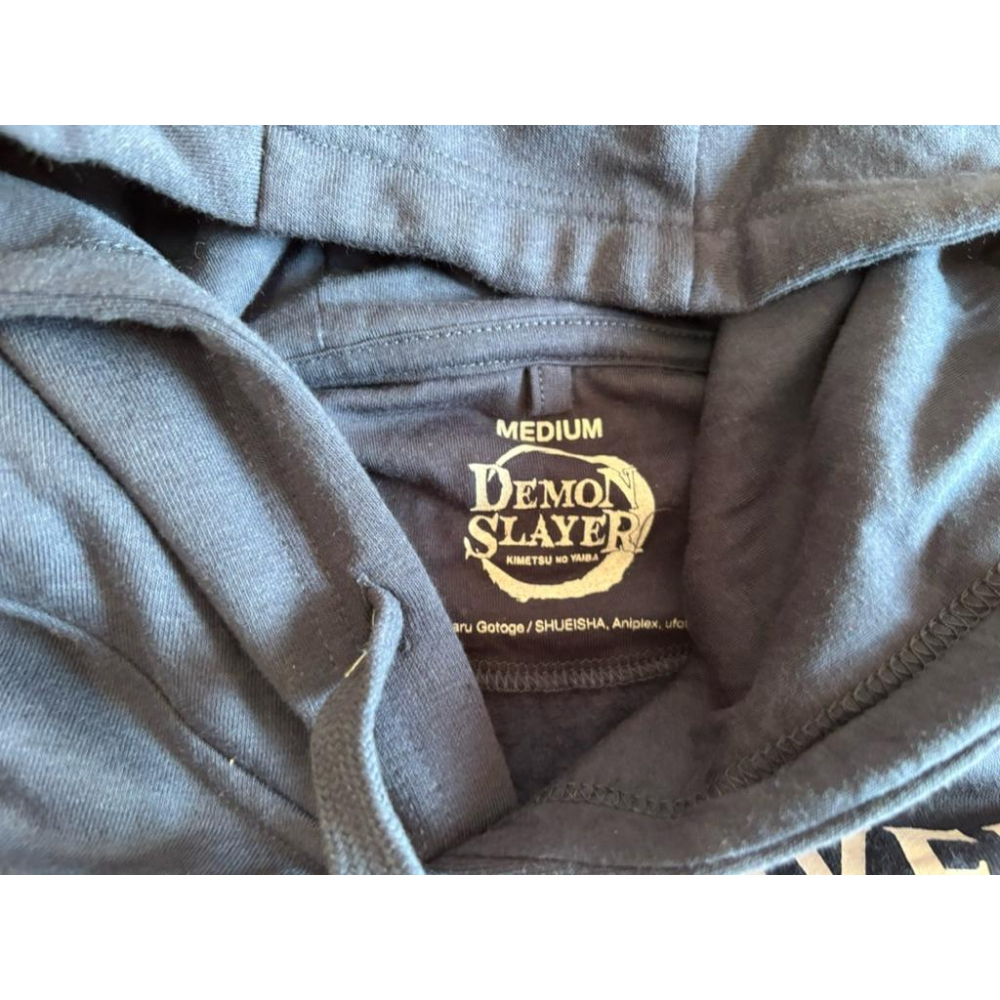 MEDIUM
DEMON
SLAYER
KIMETSU NO YAIBA
Gotoge / SHUEISHA, Aniplex,